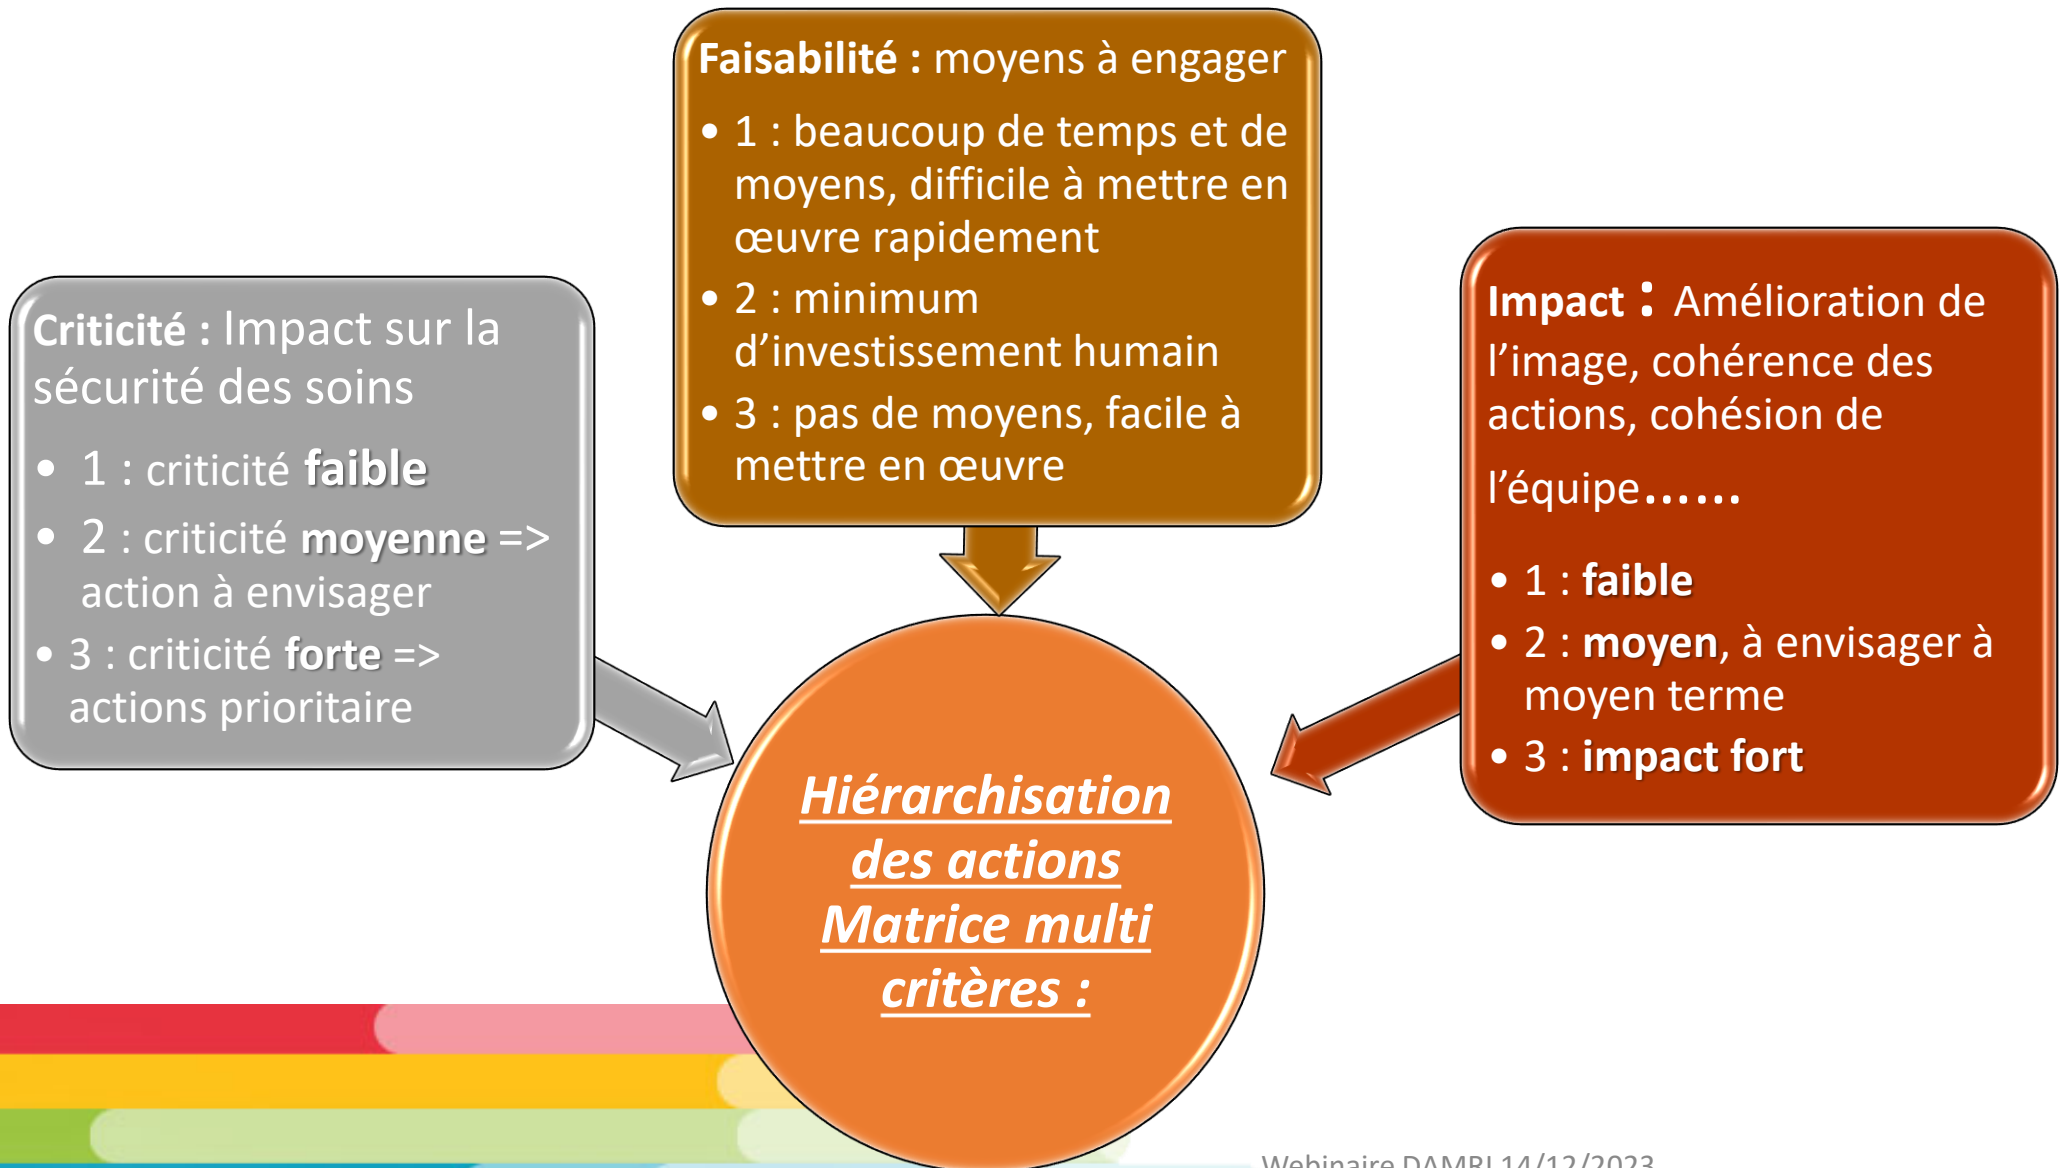 Faisabilité : moyens à engager
• 1 : beaucoup de temps et de
moyens, difficile à mettre en
œuvre rapidement
• 2 : minimum
d’investissement humain
• 3 : pas de moyens, facile à
mettre en œuvre
Criticité : Impact sur la
sécurité des soins
• 1 : criticité faible
• 2 : criticité moyenne =>
action à envisager
• 3 : criticité forte =>
actions prioritaire
Impact : Amélioration de
l’image, cohérence des
actions, cohésion de
l’équipe……
• 1 : faible
• 2 : moyen, à envisager à
moyen terme
• 3 : impact fort
Hiérarchisation
des actions
Matrice multi
critères :
Webinaire DAMRI 14/12/2023